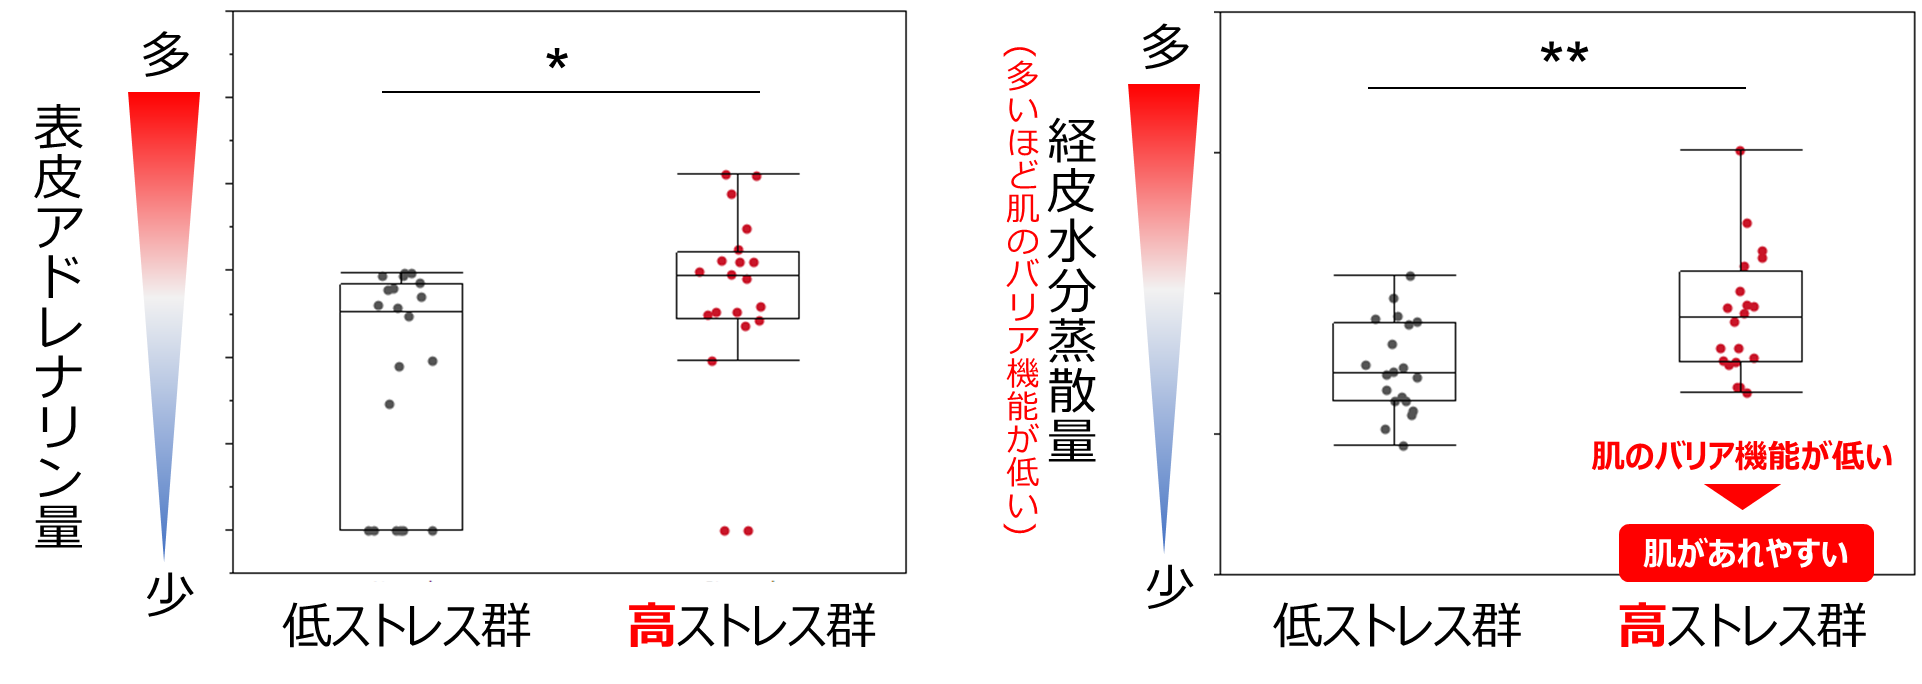 多
表皮アドレナリン量
少
*
低ストレス群
高ストレス群
(多いほど肌のバリア機能が低い)
経皮水分蒸散量
多
少
**
肌のバリア機能が低い
肌があれやすい
低ストレス群
高ストレス群